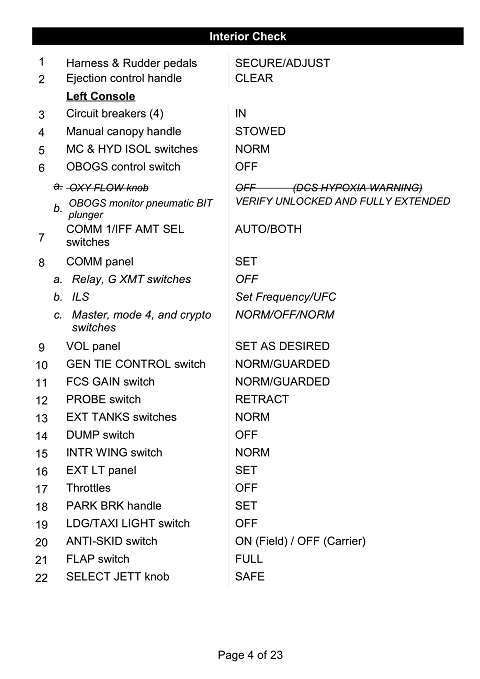 Interior Check
1 Harness & Rudder pedals SECURE/ADJUST
2 Ejection control handle CLEAR
Left Console
3 Circuit breakers (4) IN
4 Manual canopy handle STOWED
5 MC & HYD ISOL switches NORM
6 OBOGS control switch OFF
a. OXY FLOW knob OFF (DCS HYPOXIA WARNING)
b. OBOGS monitor pneumatic BIT plunger VERIFY UNLOCKED AND FULLY EXTENDED
7 COMM 1/IFF AMT SEL switches AUTO/BOTH
8 COMM panel SET
a. Relay, G XMT switches OFF
b. ILS Set Frequency/UFC
c. Master, mode 4, and crypto switches NORM/OFF/NORM
9 VOL panel SET AS DESIRED
10 GEN TIE CONTROL switch NORM/GUARDED
11 FCS GAIN switch NORM/GUARDED
12 PROBE switch RETRACT
13 EXT TANKS switches NORM
14 DUMP switch OFF
15 INTR WING switch NORM
16 EXT LT panel SET
17 Throttles OFF
18 PARK BRK handle SET
19 LDG/TAXI LIGHT switch OFF
20 ANTI-SKID switch ON (Field) / OFF (Carrier)
21 FLAP switch FULL
22 SELECT JETT knob SAFE
Page 4 of 23